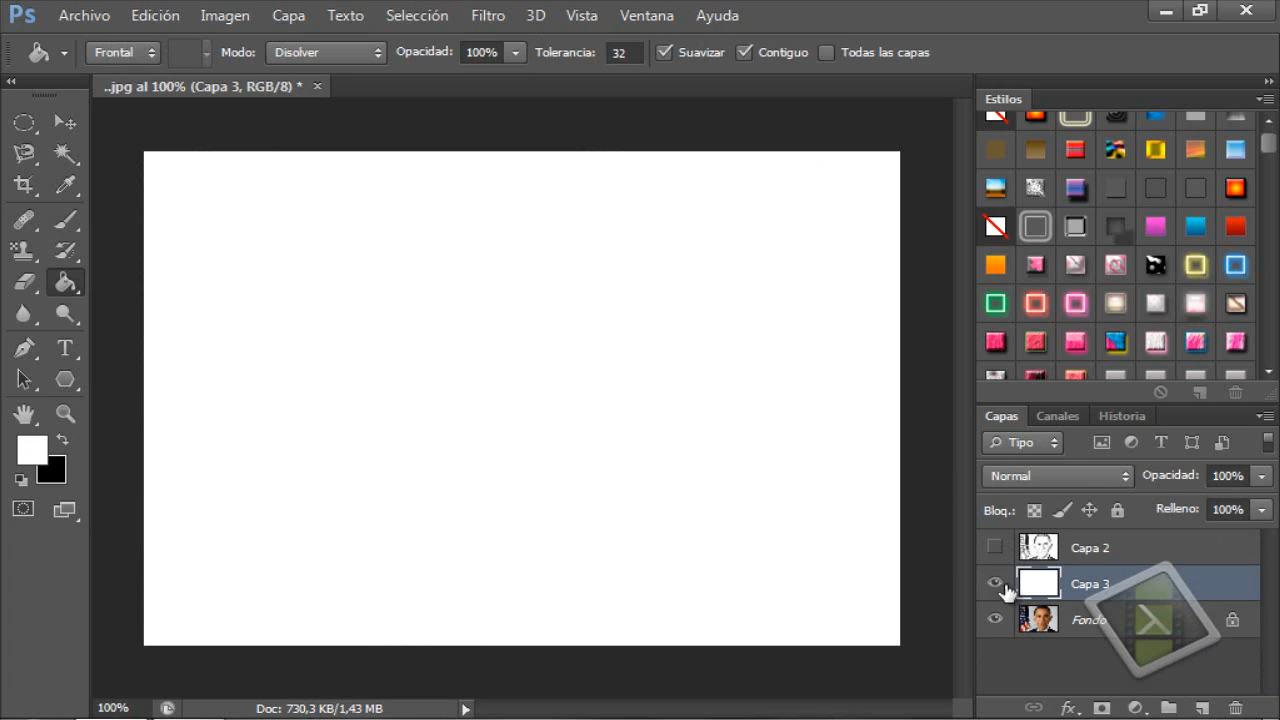 Ps Archivo Edición Imagen Capa Texto Selección Filtro 3D Vista Ventana Ayuda
Frontal Modo: Disolver Opacidad: 100% Tolerancia: 32 Suavizar Contiguo Todas las capas
..jpg al 100% (Capa 3, RGB/8) * ×
Estilos
Capas Canales Historia
Tipo
Normal Opacidad: 100%
Bloq.: Relleno: 100%
Capa 2
Capa 3
Fondo
100% Doc: 730,3 KB/1,43 MB